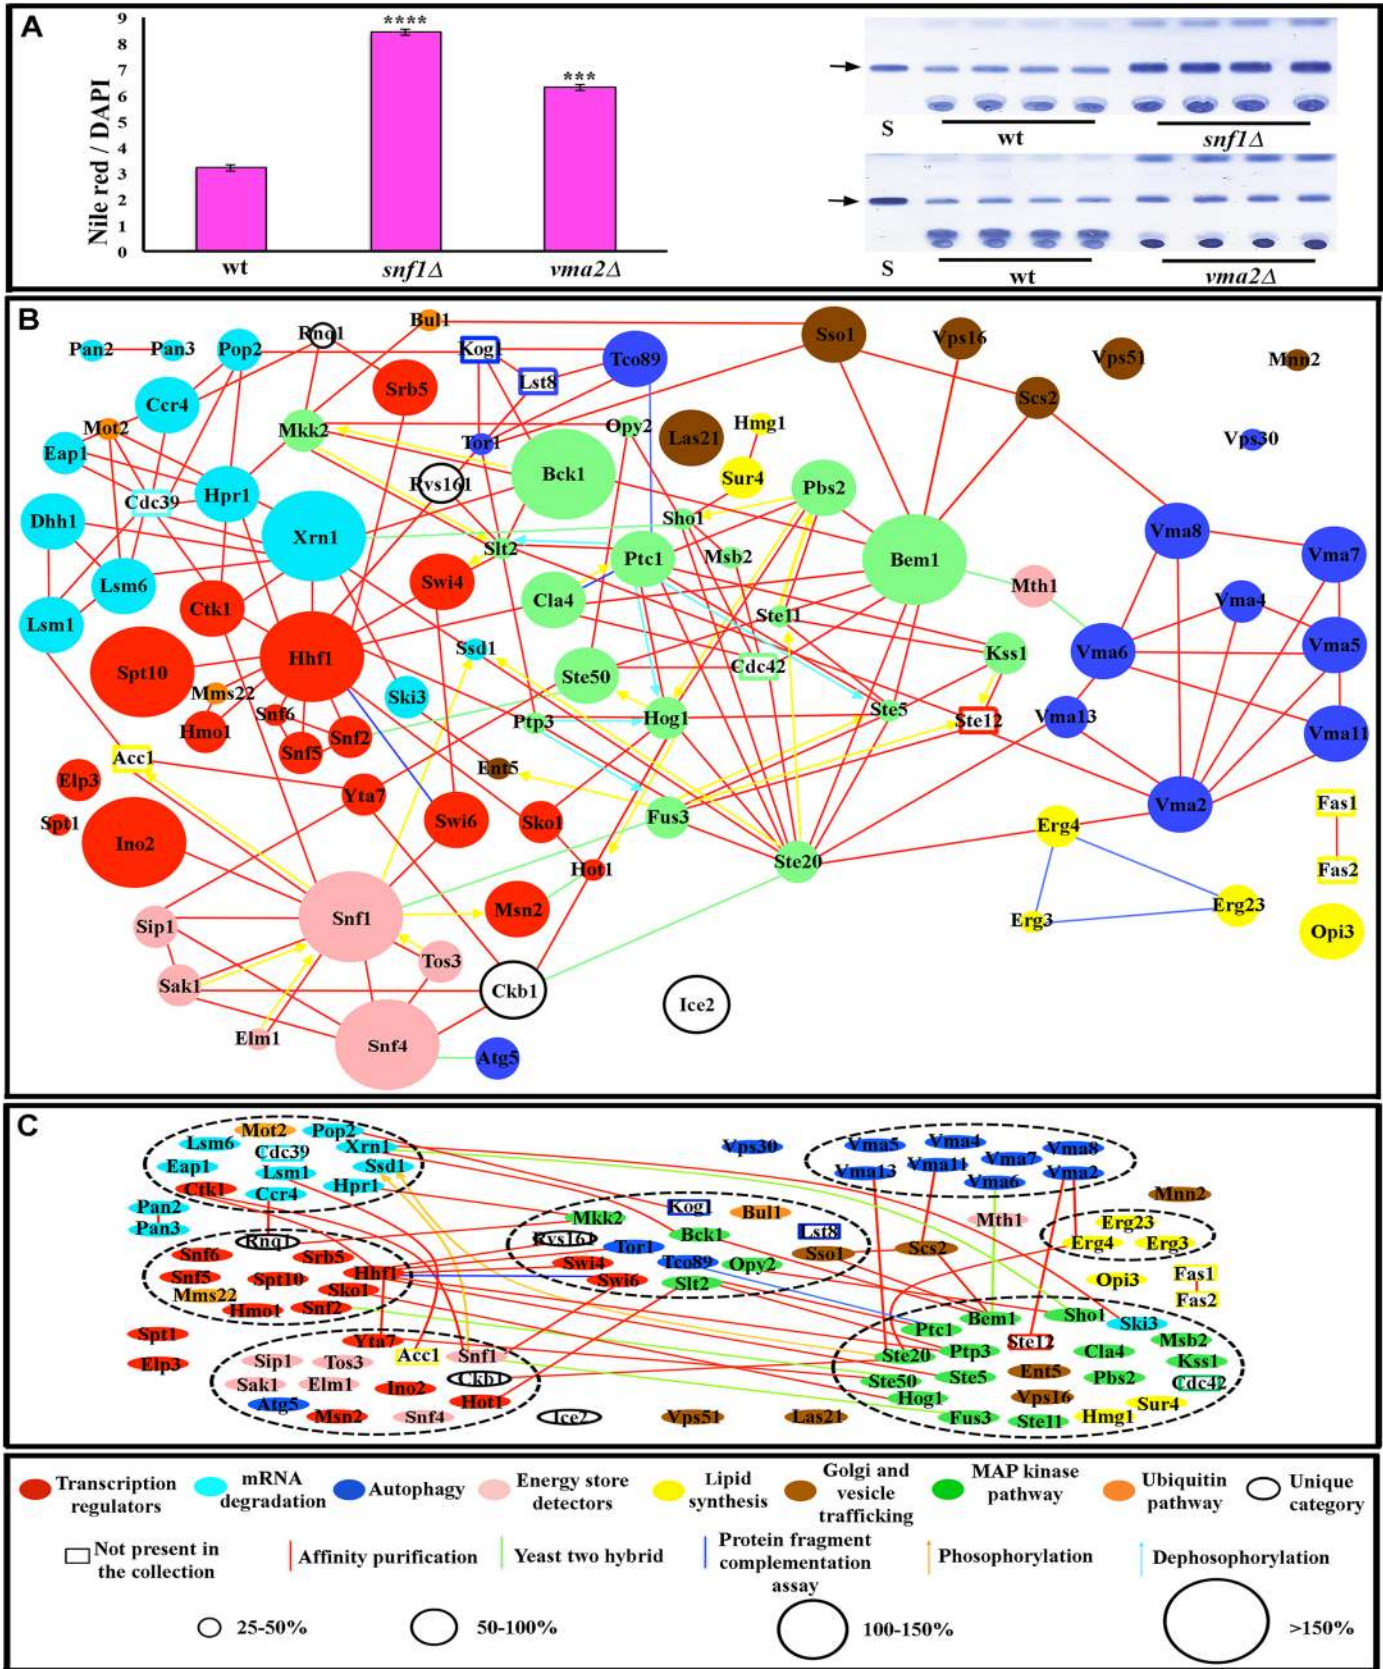 A
9
8
7
6
5
4
3
2
1
0
Nile red / DAPI
****
***
wt
snf1Δ
vma2Δ
S
wt
snf1Δ
S
wt
vma2Δ
B
Pan2
Pan3
Pop2
Rnq1
Bul1
Kog1
Lst8
Tco89
Sso1
Vps16
Vps51
Mnn2
Ccr4
Srb5
Scs2
Mot2
Mkk2
Tor1
Opy2
Las21
Hmg1
Vps30
Eap1
Cdc39
Hpr1
Rvs161
Bck1
Sur4
Pbs2
Dhh1
Xrn1
Slt2
Sho1
Vma8
Vma7
Lsm6
Swi4
Ptc1
Msb2
Bem1
Mth1
Lsm1
Ctk1
Cla4
Ste11
Vma4
Spt10
Hhf1
Ssd1
Ste50
Cdc42
Kss1
Vma6
Vma5
Mms22
Ski3
Hmo1
Snf6
Snf5
Snf2
Ptp3
Hog1
Ste5
Ste12
Vma13
Vma11
Acc1
Elp3
Yta7
Ent5
Vma2
Fas1
Spt1
Ino2
Swi6
Sko1
Fus3
Erg4
Hot1
Ste20
Fas2
Sip1
Snf1
Msn2
Erg3
Erg23
Opi3
Sak1
Tos3
Ckb1
Ice2
Elm1
Snf4
Atg5
C
Lsm6
Mot2
Pop2
Cdc39
Xrn1
Eap1
Lsm1
Ssd1
Ctk1
Ccr4
Hpr1
Pan2
Pan3
Rnq1
Snf6
Srb5
Snf5
Spt10
Hhf1
Mms22
Sko1
Hmo1
Snf2
Spt1
Elp3
Yta7
Acc1
Snf1
Sip1
Tos3
Ckb1
Sak1
Elm1
Ino2
Atg5
Hot1
Msn2
Snf4
Vps30
Kog1
Mkk2
Bul1
Rvs161
Bck1
Lst8
Tor1
Sso1
Swi4
Tco89
Opy2
Swi6
Slt2
Scs2
Ice2
Vps51
Las21
Vma5
Vma4
Vma8
Vma13
Vma11
Vma7
Vma2
Vma6
Mnn2
Mth1
Erg23
Erg4
Erg3
Opi3
Fas1
Fas2
Bem1
Sho1
Ski3
Ptc1
Ste12
Msb2
Ste20
Ptp3
Cla4
Kss1
Ste50
Ste5
Ent5
Pbs2
Cdc42
Hog1
Vps16
Sur4
Fus3
Ste11
Hmg1
Transcription
regulators
mRNA
degradation
Autophagy
Energy store
detectors
Lipid
synthesis
Golgi and
vesicle
trafficking
MAP kinase
pathway
Ubiquitin
pathway
Unique
category
Not present in
the collection
Affinity purification
Yeast two hybrid
Protein fragment
complementation
assay
Phosophorylation
Dephosophorylation
25-50%
50-100%
100-150%
>150%